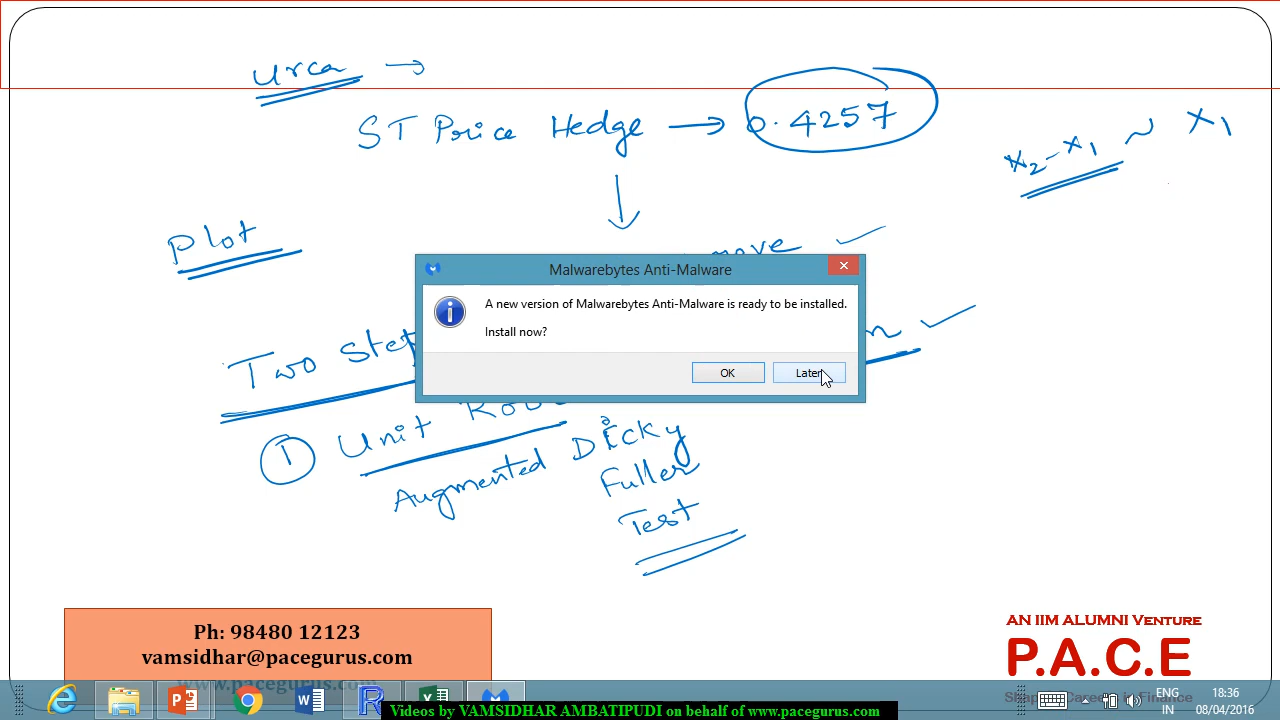 urca →
ST Price Hedge → 0.4257
x2-x1 ~ x1
Plot
Malwarebytes Anti-Malware
A new version of Malwarebytes Anti-Malware is ready to be installed.
Install now?
OK
Later
Two Step
1 Unit Root
Augmented Dicky
Fuller
Test
Ph: 98480 12123
vamsidhar@pacegurus.com
www.pacegurus.com
AN IIM ALUMNI VENTURE
P.A.C.E
ENG
IN
18:36
08/04/2016
Videos by VAMSIDHAR AMBATIPUDI on behalf of www.pacegurus.com